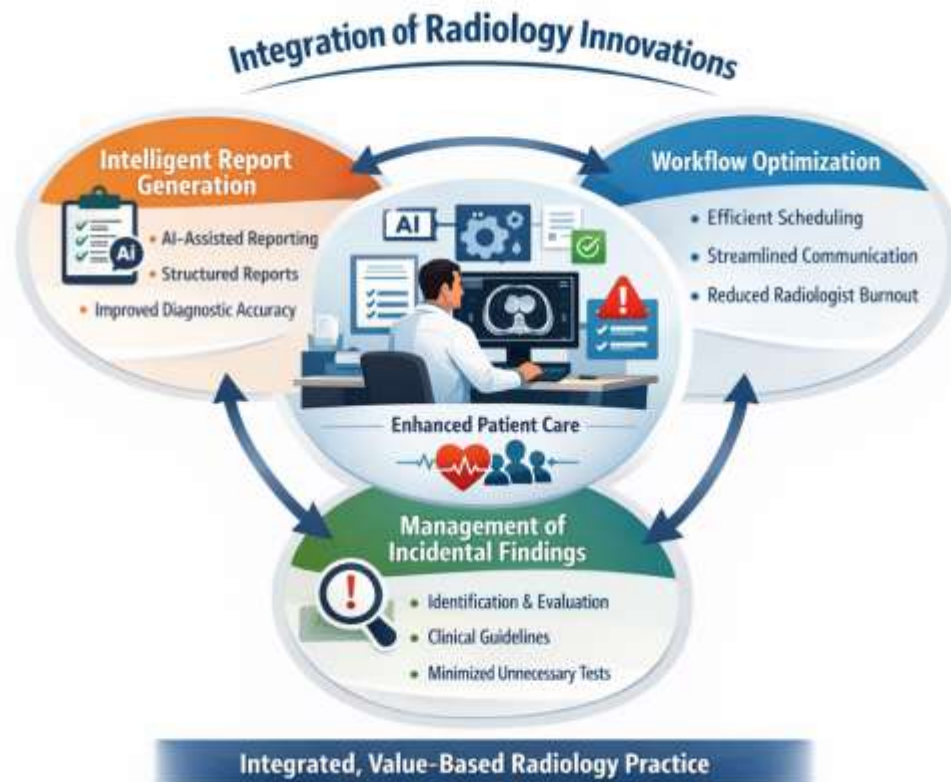 Integration of Radiology Innovations
Intelligent Report
Generation
Ai
• AI-Assisted Reporting
• Structured Reports
• Improved Diagnostic Accuracy
Workflow Optimization
• Efficient Scheduling
• Streamlined Communication
• Reduced Radiologist Burnout
AI
Enhanced Patient Care
Management of
Incidental Findings
• Identification & Evaluation
• Clinical Guidelines
• Minimized Unnecessary Tests
Integrated, Value-Based Radiology Practice